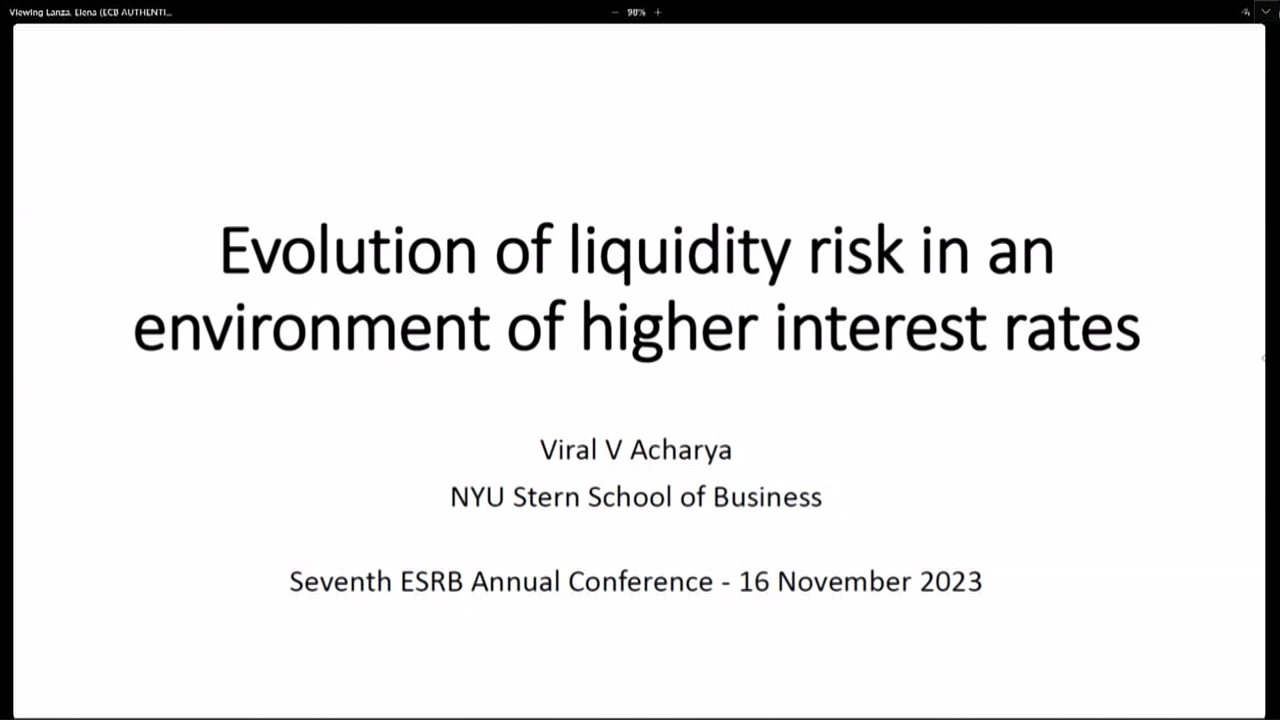 Viewing Lanza, Elena (ECB AUTHENTI...
− 90% +
Evolution of liquidity risk in an
environment of higher interest rates
Viral V Acharya
NYU Stern School of Business
Seventh ESRB Annual Conference - 16 November 2023